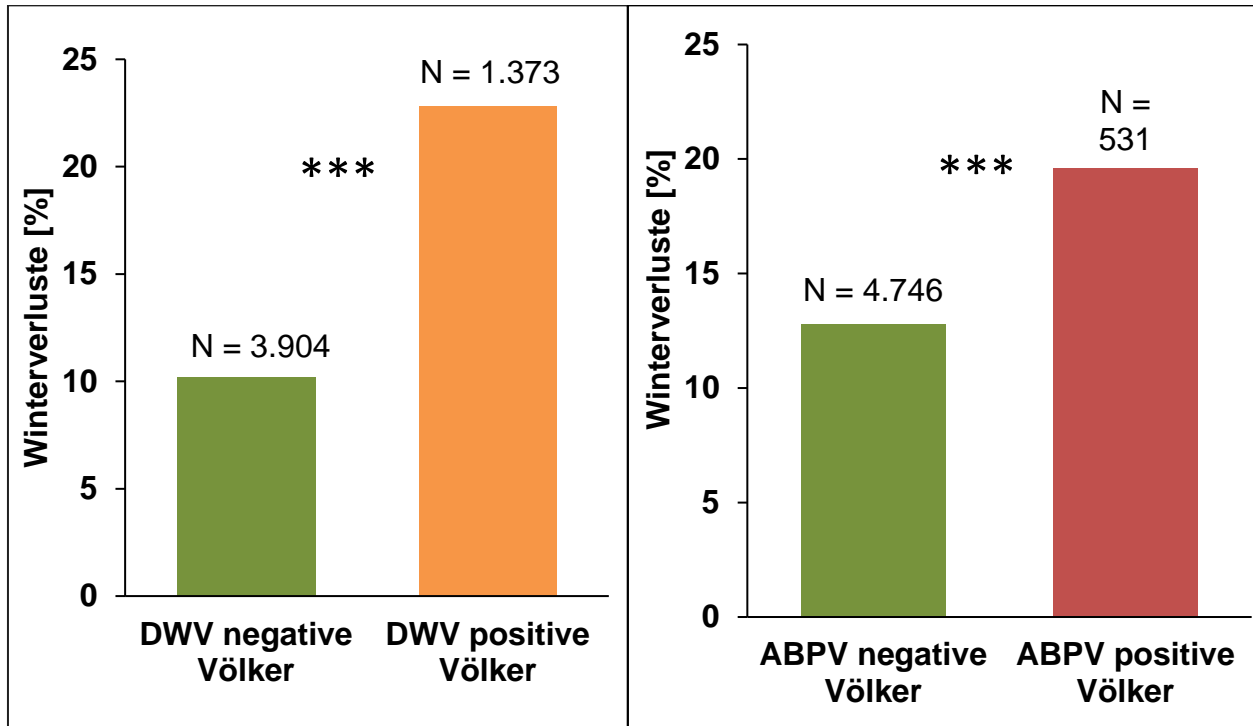 Winterverluste [%]
25
20
15
10
5
0
N = 3.904
N = 1.373
***
DWV negative
Völker
DWV positive
Völker
Winterverluste [%]
25
20
15
10
5
0
N = 4.746
N =
531
***
ABPV negative
Völker
ABPV positive
Völker